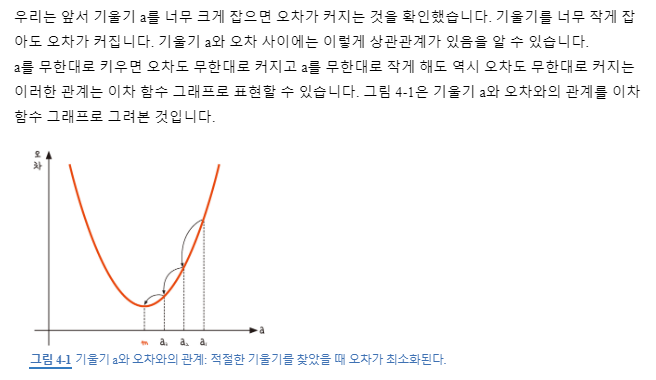 우리는 앞서 기울기 a를 너무 크게 잡으면 오차가 커지는 것을 확인했습니다. 기울기를 너무 작게 잡
아도 오차가 커집니다. 기울기 a와 오차 사이에는 이렇게 상관관계가 있음을 알 수 있습니다.
a를 무한대로 키우면 오차도 무한대로 커지고 a를 무한대로 작게 해도 역시 오차도 무한대로 커지는
이러한 관계는 이차 함수 그래프로 표현할 수 있습니다. 그림 4-1은 기울기 a와 오차와의 관계를 이차
함수 그래프로 그려본 것입니다.
오차
a
m a₃ a₂ a₁
그림 4-1 기울기 a와 오차와의 관계: 적절한 기울기를 찾았을 때 오차가 최소화된다.